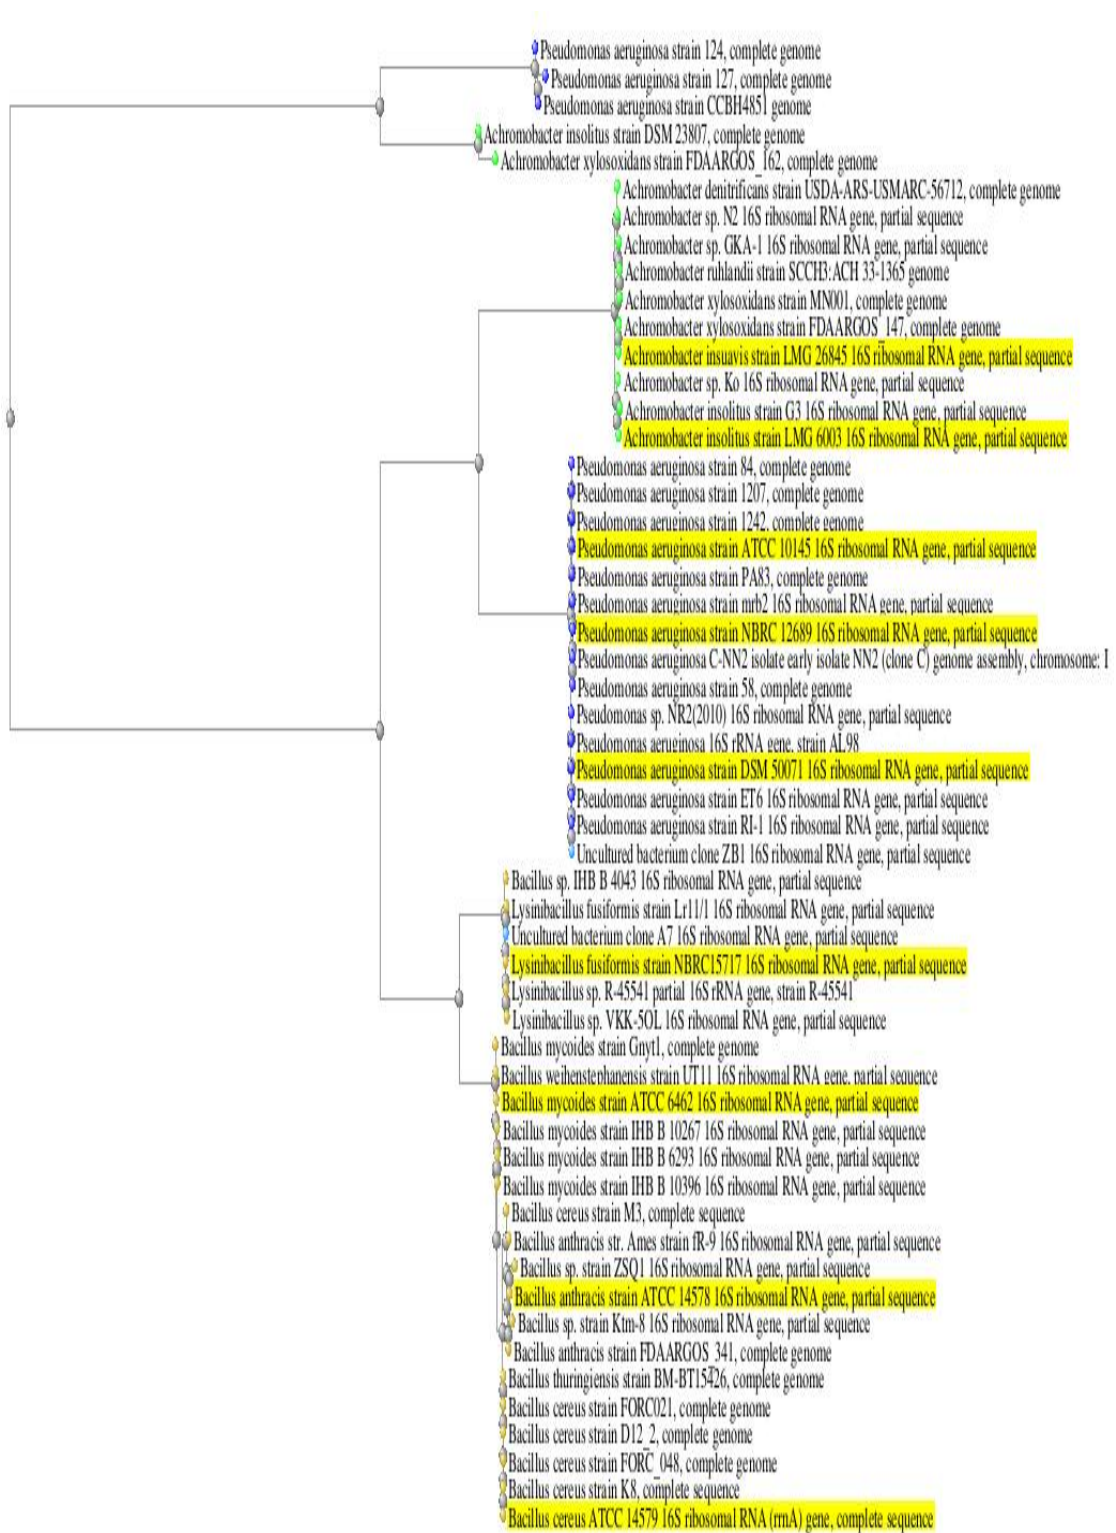 Pseudomonas aeruginosa strain 124, complete genome
Pseudomonas aeruginosa strain 127, complete genome
Pseudomonas aeruginosa strain CCBH4851 genome
Achromobacter insolitus strain DSM 23807, complete genome
Achromobacter xylosoxidans strain FDAARGOS_162, complete genome
Achromobacter denitrificans strain USDA-ARS-USMARC-56712, complete genome
Achromobacter sp. N2 16S ribosomal RNA gene, partial sequence
Achromobacter sp. GKA-1 16S ribosomal RNA gene, partial sequence
Achromobacter ruhlandii strain SCCH3:ACH 33-1365 genome
Achromobacter xylosoxidans strain MN001, complete genome
Achromobacter xylosoxidans strain FDAARGOS_147, complete genome
Achromobacter insuavis strain LMG 26845 16S ribosomal RNA gene, partial sequence
Achromobacter sp. Ko 16S ribosomal RNA gene, partial sequence
Achromobacter insolitus strain G3 16S ribosomal RNA gene, partial sequence
Achromobacter insolitus strain LMG 6003 16S ribosomal RNA gene, partial sequence
Pseudomonas aeruginosa strain 84, complete genome
Pseudomonas aeruginosa strain 1207, complete genome
Pseudomonas aeruginosa strain 1242, complete genome
Pseudomonas aeruginosa strain ATCC 10145 16S ribosomal RNA gene, partial sequence
Pseudomonas aeruginosa strain PA83, complete genome
Pseudomonas aeruginosa strain mrb2 16S ribosomal RNA gene, partial sequence
Pseudomonas aeruginosa strain NBRC 12689 16S ribosomal RNA gene, partial sequence
Pseudomonas aeruginosa C-NN2 isolate early isolate NN2 (clone C) genome assembly, chromosome: I
Pseudomonas aeruginosa strain 58, complete genome
Pseudomonas sp. NR2(2010) 16S ribosomal RNA gene, partial sequence
Pseudomonas aeruginosa 16S rRNA gene, strain AL98
Pseudomonas aeruginosa strain DSM 50071 16S ribosomal RNA gene, partial sequence
Pseudomonas aeruginosa strain ET6 16S ribosomal RNA gene, partial sequence
Pseudomonas aeruginosa strain RI-1 16S ribosomal RNA gene, partial sequence
Uncultured bacterium clone ZB1 16S ribosomal RNA gene, partial sequence
Bacillus sp. IHB B 4043 16S ribosomal RNA gene, partial sequence
Lysinibacillus fusiformis strain Lr11/1 16S ribosomal RNA gene, partial sequence
Uncultured bacterium clone A7 16S ribosomal RNA gene, partial sequence
Lysinibacillus fusiformis strain NBRC15717 16S ribosomal RNA gene, partial sequence
Lysinibacillus sp. R-45541 partial 16S rRNA gene, strain R-45541
Lysinibacillus sp. VKK-5OL 16S ribosomal RNA gene, partial sequence
Bacillus mycoides strain Gnyt1, complete genome
Bacillus weihenstephanensis strain UT11 16S ribosomal RNA gene, partial sequence
Bacillus mycoides strain ATCC 6462 16S ribosomal RNA gene, partial sequence
Bacillus mycoides strain IHB B 10267 16S ribosomal RNA gene, partial sequence
Bacillus mycoides strain IHB B 6293 16S ribosomal RNA gene, partial sequence
Bacillus mycoides strain IHB B 10396 16S ribosomal RNA gene, partial sequence
Bacillus cereus strain M3, complete sequence
Bacillus anthracis str. Ames strain fR-9 16S ribosomal RNA gene, partial sequence
Bacillus sp. strain ZSQ1 16S ribosomal RNA gene, partial sequence
Bacillus anthracis strain ATCC 14578 16S ribosomal RNA gene, partial sequence
Bacillus sp. strain Ktm-8 16S ribosomal RNA gene, partial sequence
Bacillus anthracis strain FDAARGOS_341, complete genome
Bacillus thuringiensis strain BM-BT15426, complete genome
Bacillus cereus strain FORC021, complete genome
Bacillus cereus strain D12_2, complete genome
Bacillus cereus strain FORC_048, complete genome
Bacillus cereus strain K8, complete sequence
Bacillus cereus ATCC 14579 16S ribosomal RNA (rrnA) gene, complete sequence